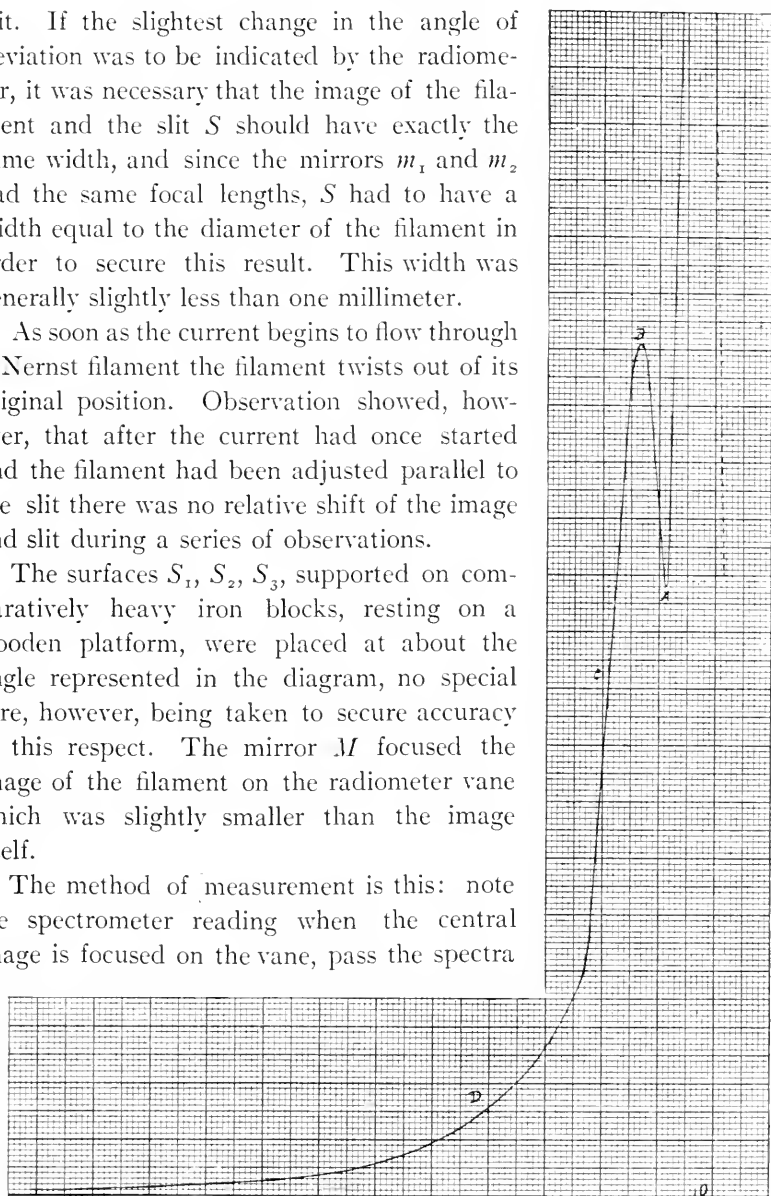 it. If the slightest change in the angle of
eviation was to be indicated by the radiome-
r, it was necessary that the image of the fila-
ent and the slit S should have exactly the
me width, and since the mirrors m₁ and m₂
ad the same focal lengths, S had to have a
idth equal to the diameter of the filament in
rder to secure this result. This width was
enerally slightly less than one millimeter.
As soon as the current begins to flow through
Nernst filament the filament twists out of its
riginal position. Observation showed, how-
ver, that after the current had once started
nd the filament had been adjusted parallel to
e slit there was no relative shift of the image
nd slit during a series of observations.
The surfaces S₁, S₂, S₃, supported on com-
aratively heavy iron blocks, resting on a
ooden platform, were placed at about the
ngle represented in the diagram, no special
re, however, being taken to secure accuracy
this respect. The mirror M focused the
nage of the filament on the radiometer vane
hich was slightly smaller than the image
self.
The method of measurement is this: note
e spectrometer reading when the central
nage is focused on the vane, pass the spectra
B
A
C
D
0